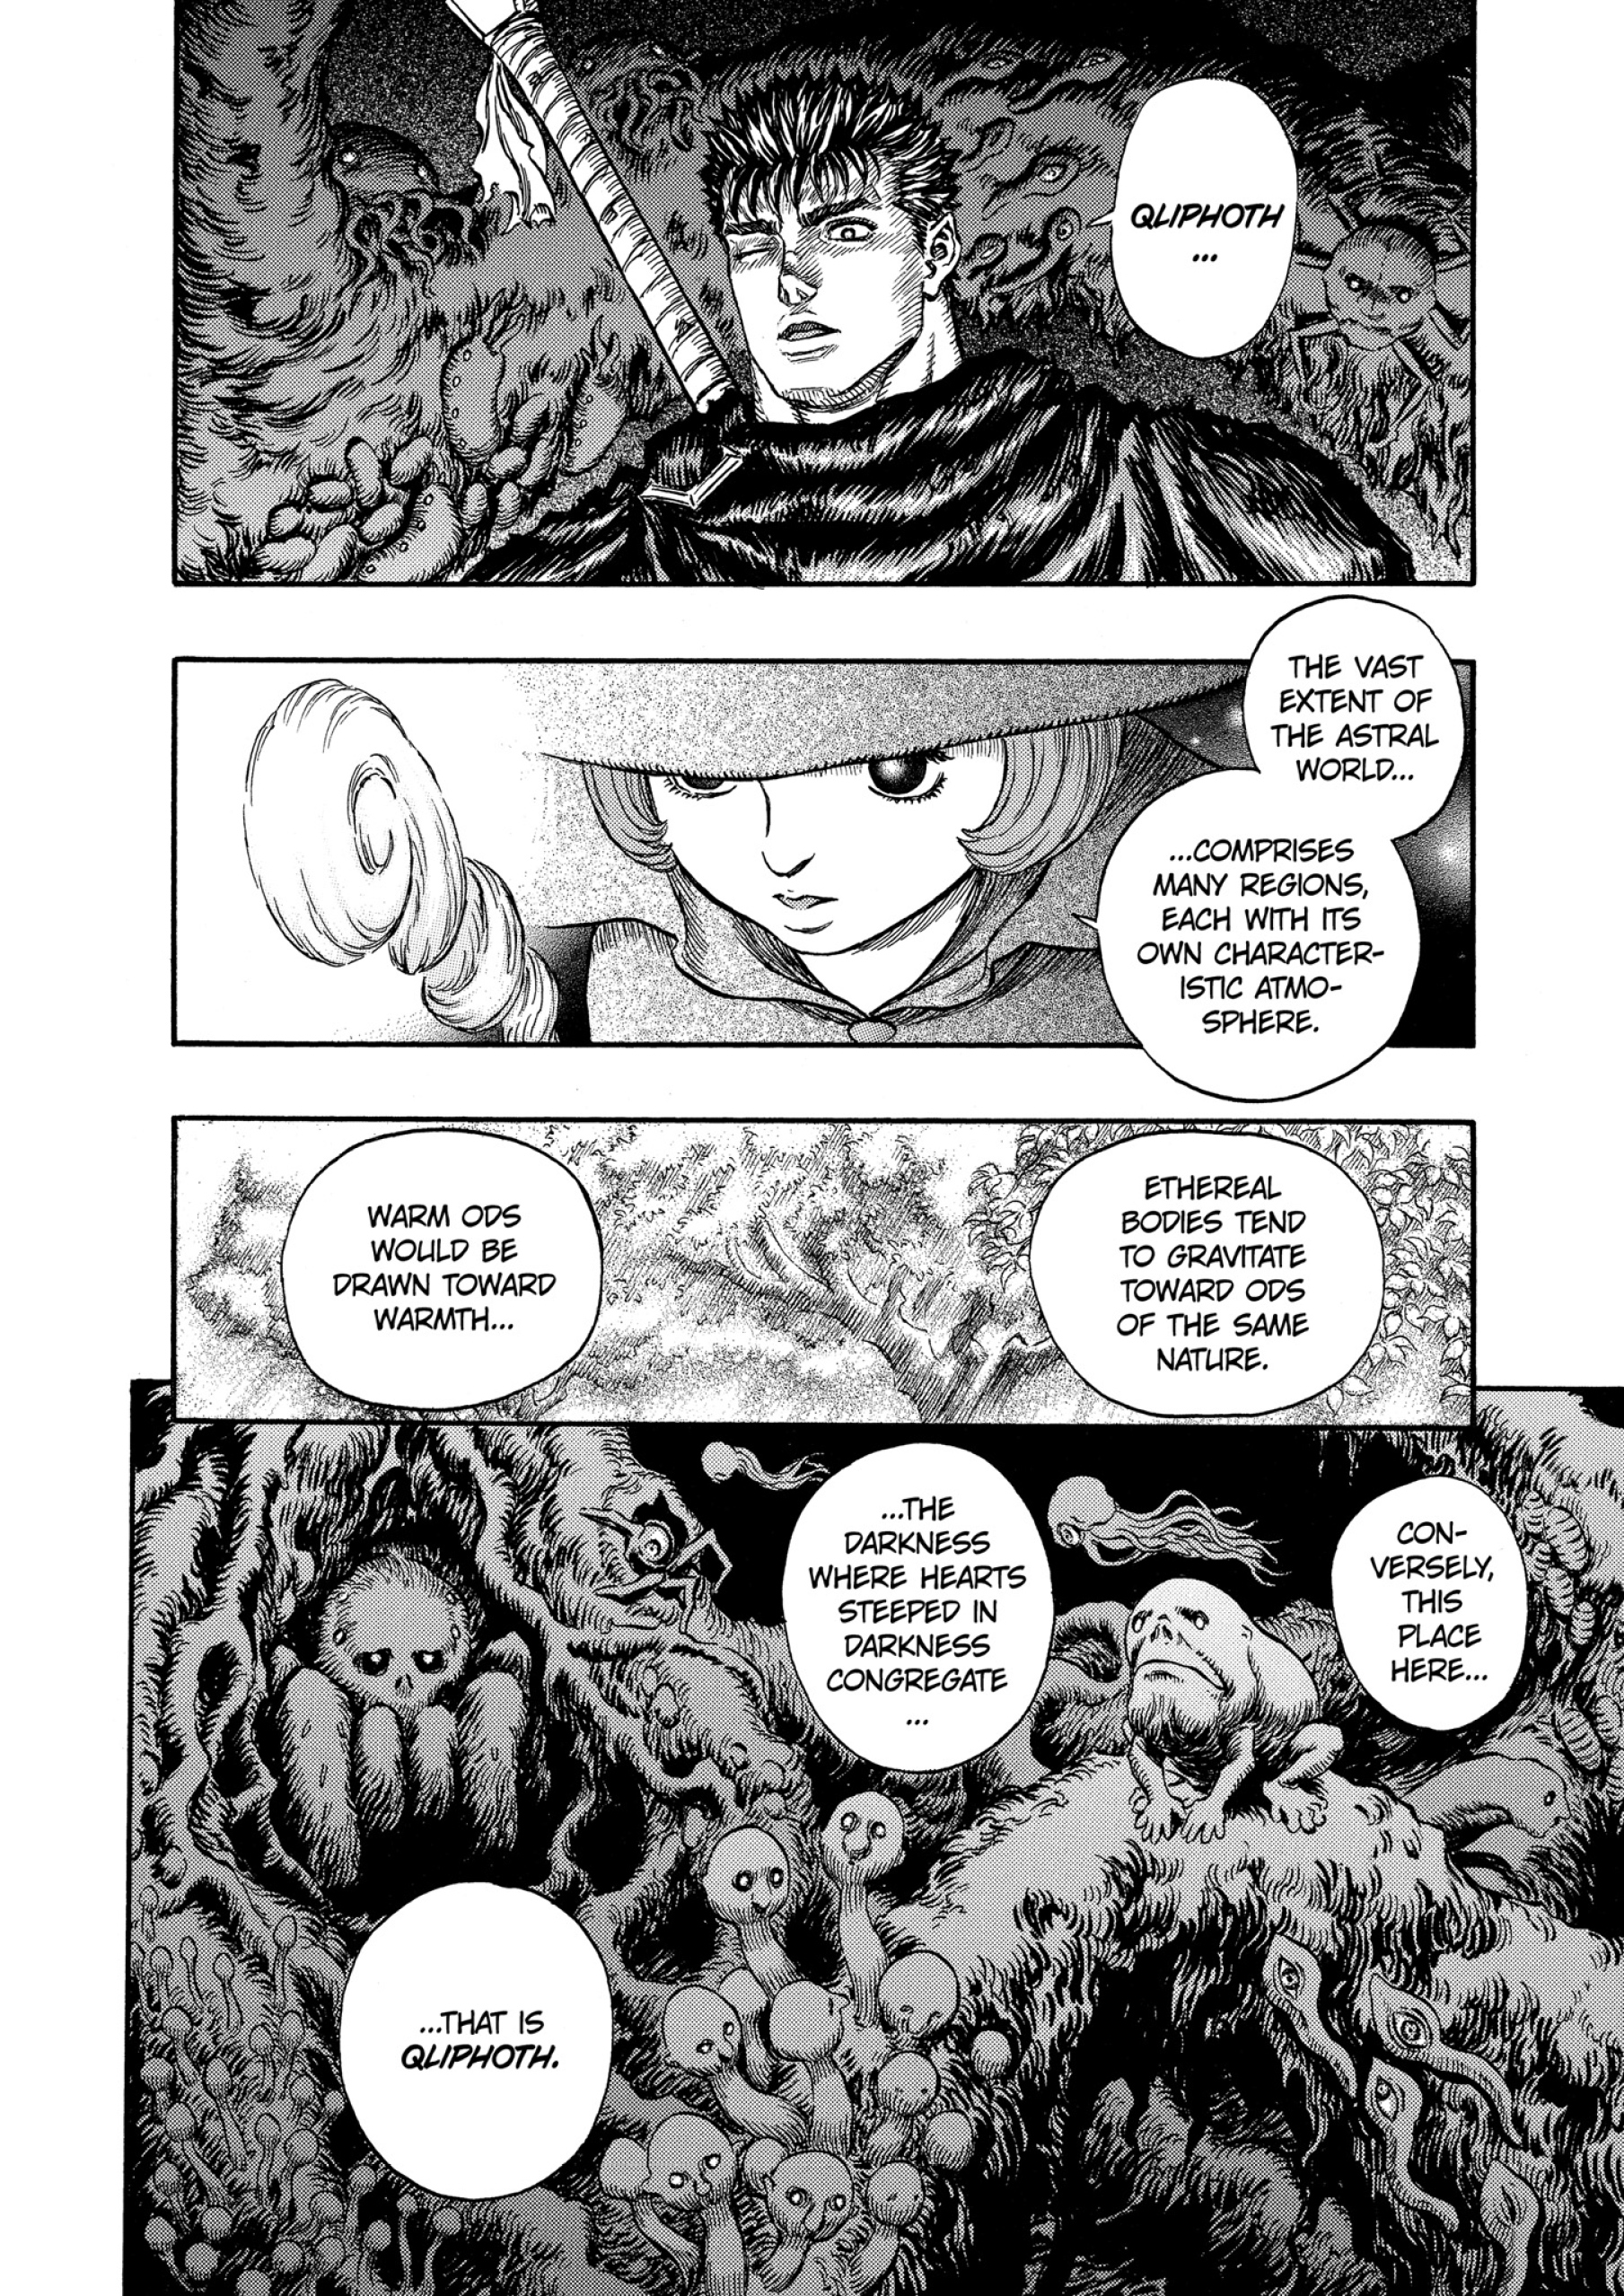 QLIPHOTH
...
THE VAST
EXTENT OF
THE ASTRAL
WORLD...
...COMPRISES
MANY REGIONS,
EACH WITH ITS
OWN CHARACTER-
ISTIC ATMO-
SPHERE.
ETHEREAL
BODIES TEND
TO GRAVITATE
TOWARD ODS
OF THE SAME
NATURE.
WARM ODS
WOULD BE
DRAWN TOWARD
WARMTH...
CON-
VERSELY,
THIS
PLACE
HERE...
...THE
DARKNESS
WHERE HEARTS
STEEPED IN
DARKNESS
CONGREGATE
...
...THAT IS
QLIPHOTH.